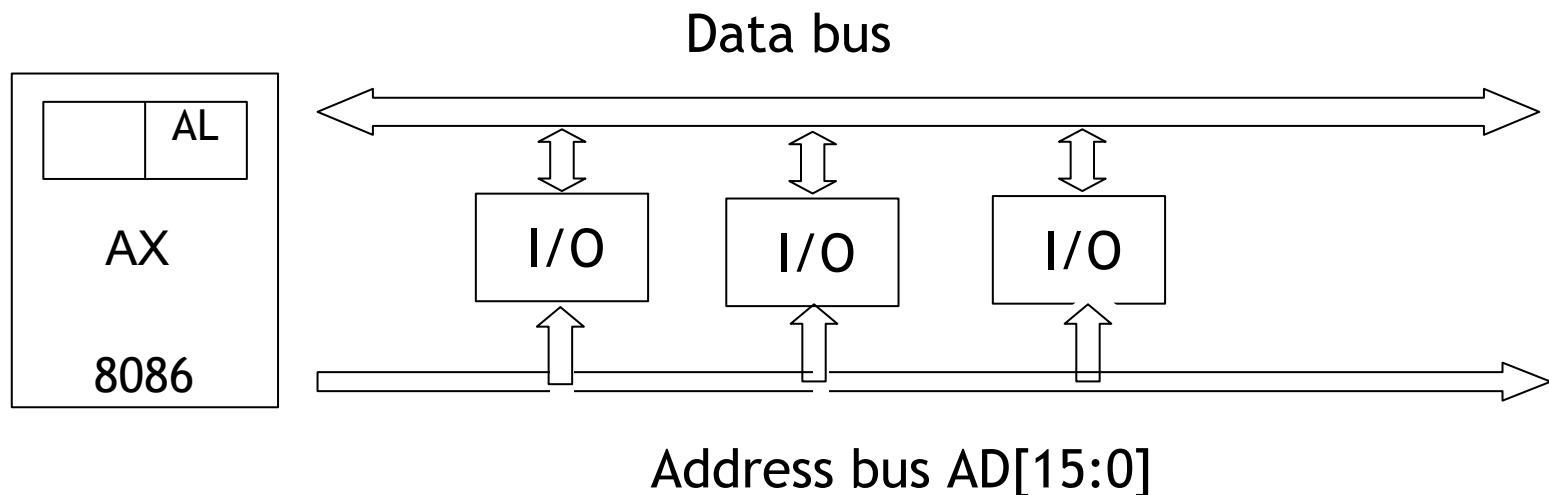 Data bus
AL
AX
I/O
I/O
I/O
8086
Address bus AD[15:0]